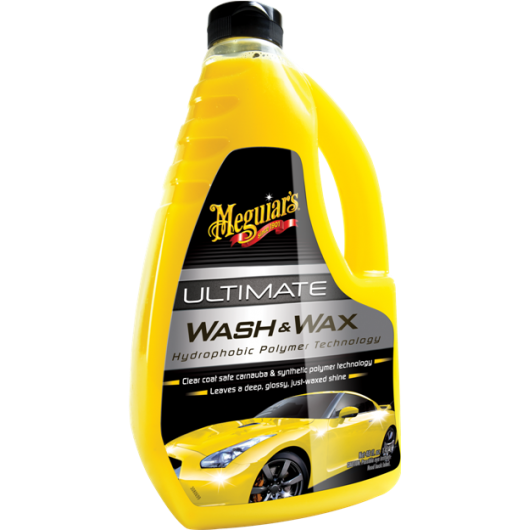 Meguiar's
ULTIMATE
WASH & WAX
Hydrophobic Polymer Technology
Clear coat safe carnauba & synthetic polymer technology
Leaves a deep, glossy, just-waxed shine